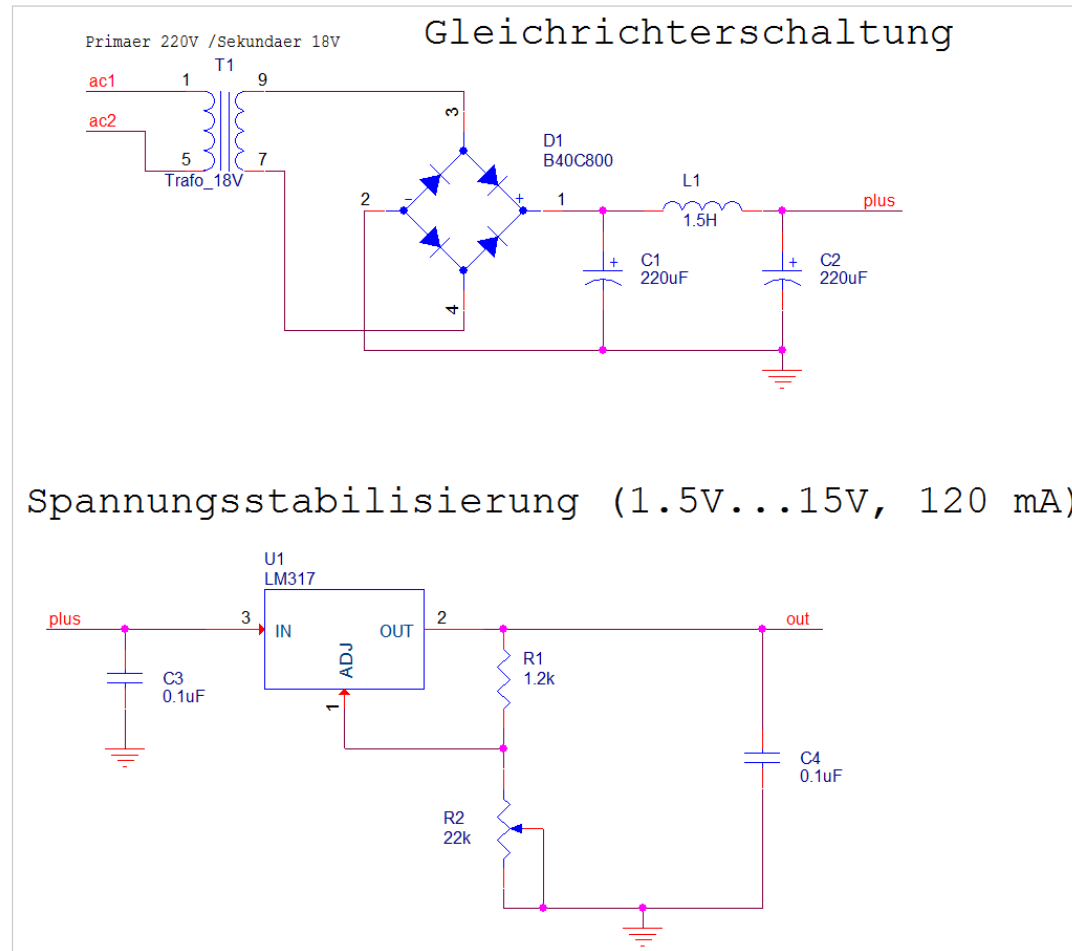 Gleichrichterschaltung
Primaer 220V /Sekundaer 18V
T1
ac1
1
9
ac2
5
7
Trafo_18V
3
D1
B40C800
2
-
+
1
4
L1
1.5H
plus
+
C1
220uF
+
C2
220uF
Spannungsstabilisierung (1.5V...15V, 120 mA)
U1
LM317
plus
3
IN
OUT
2
out
ADJ
1
C3
0.1uF
R1
1.2k
C4
0.1uF
R2
22k